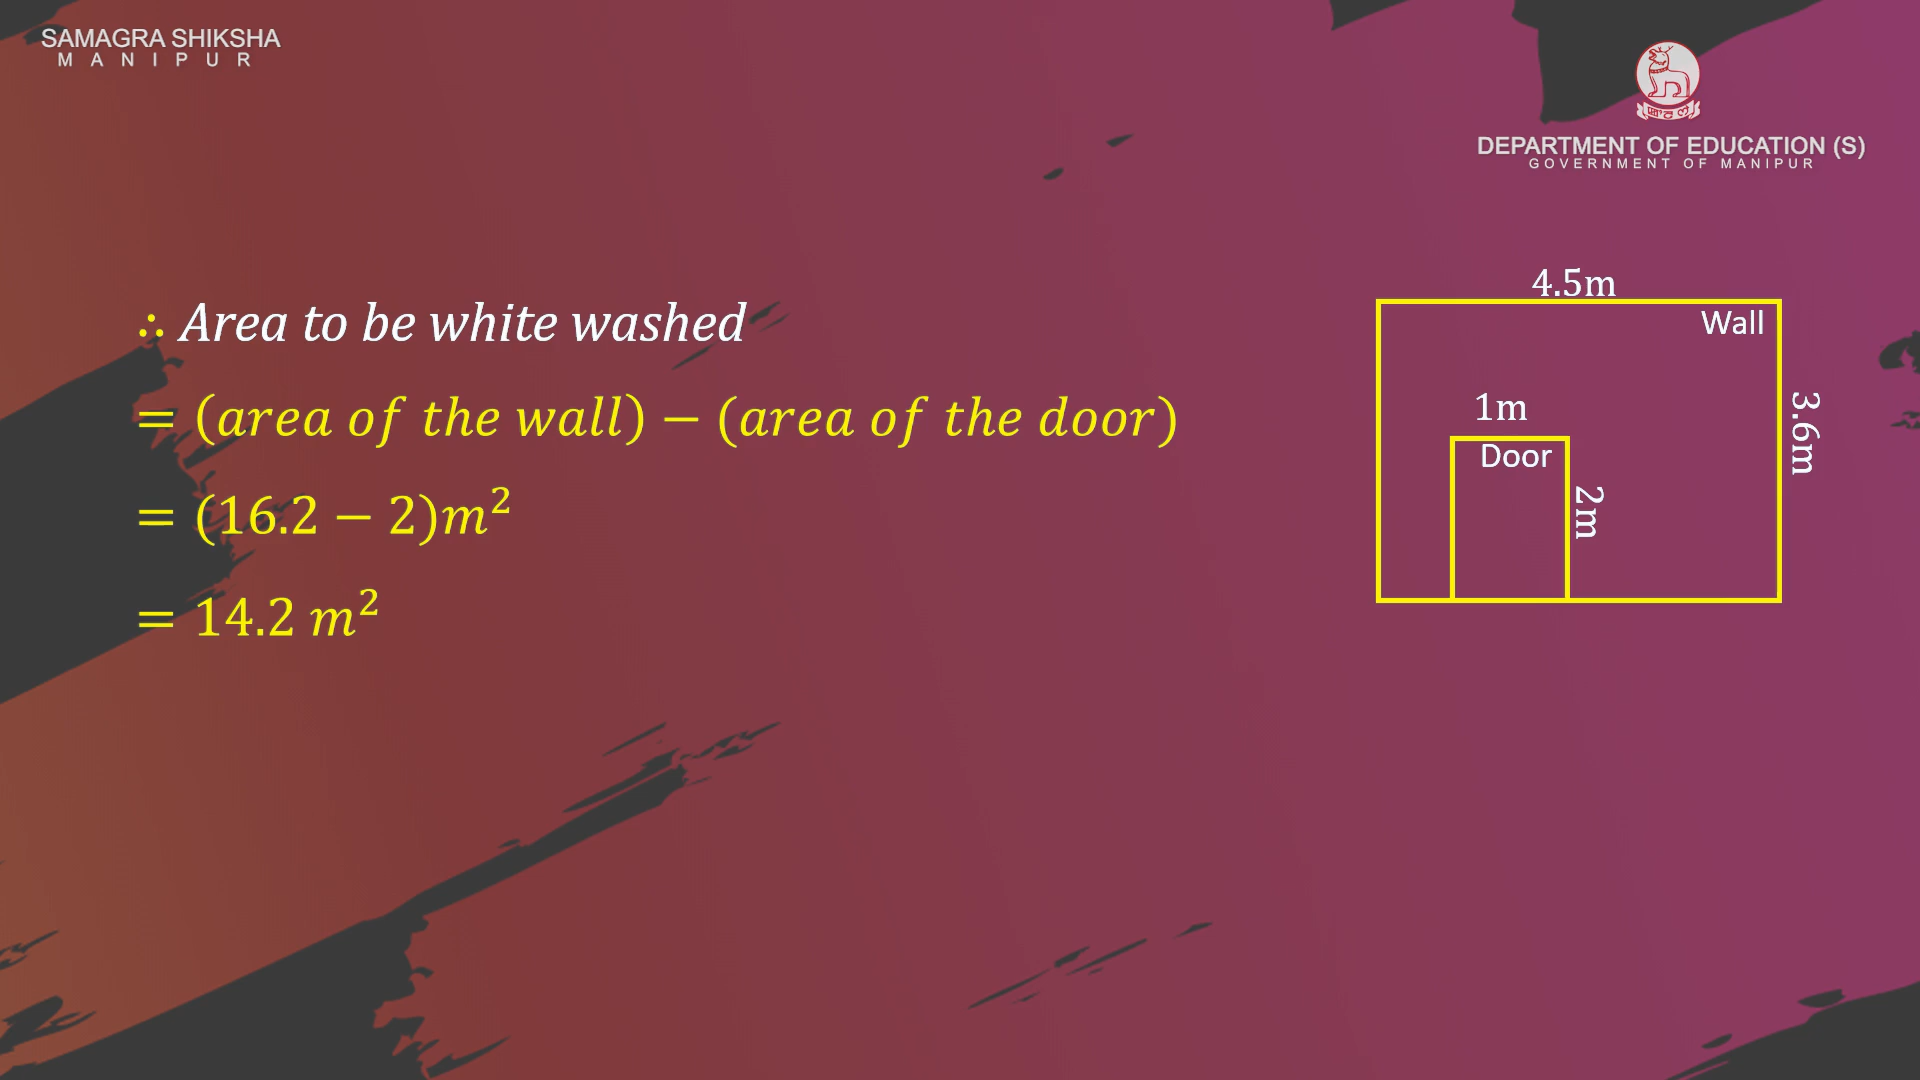 SAMAGRA SHIKSHA
MANIPUR
DEPARTMENT OF EDUCATION (S)
GOVERNMENT OF MANIPUR
∴ Area to be white washed
= (area of the wall) − (area of the door)
= (16.2 − 2)m²
= 14.2 m²
4.5m
Wall
3.6m
1m
Door
2m